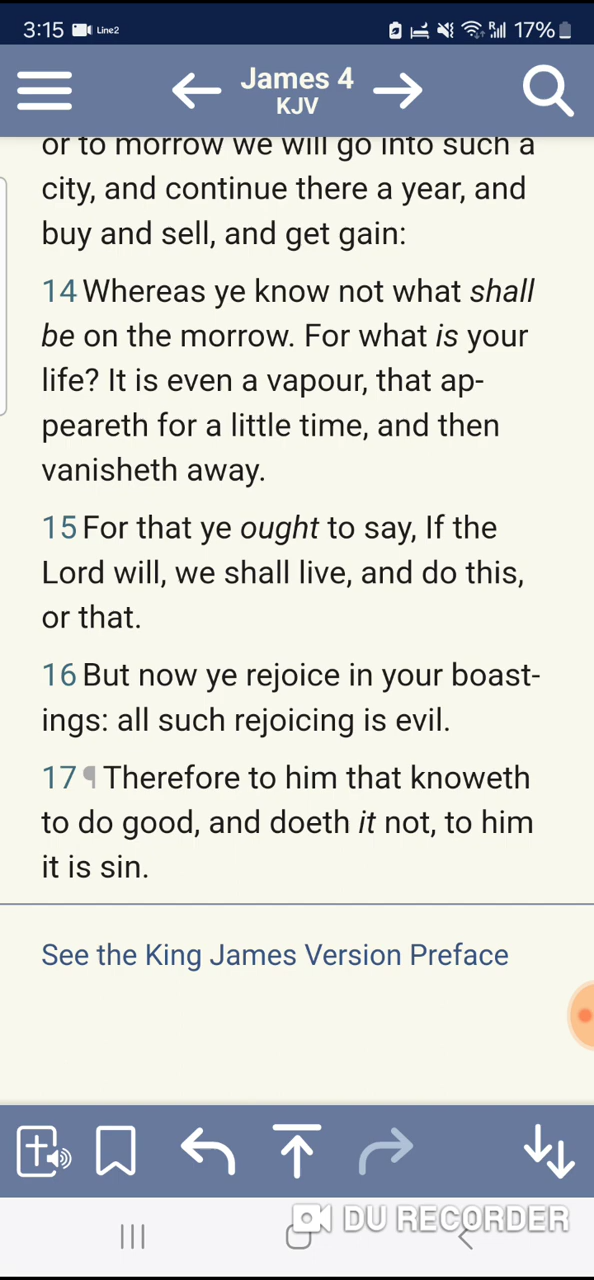 3:15 Line2 17%
James 4
KJV
or to morrow we will go into such a
city, and continue there a year, and
buy and sell, and get gain:
14 Whereas ye know not what shall
be on the morrow. For what is your
life? It is even a vapour, that ap-
peareth for a little time, and then
vanisheth away.
15 For that ye ought to say, If the
Lord will, we shall live, and do this,
or that.
16 But now ye rejoice in your boast-
ings: all such rejoicing is evil.
17 ¶ Therefore to him that knoweth
to do good, and doeth it not, to him
it is sin.
See the King James Version Preface
DU RECORDER